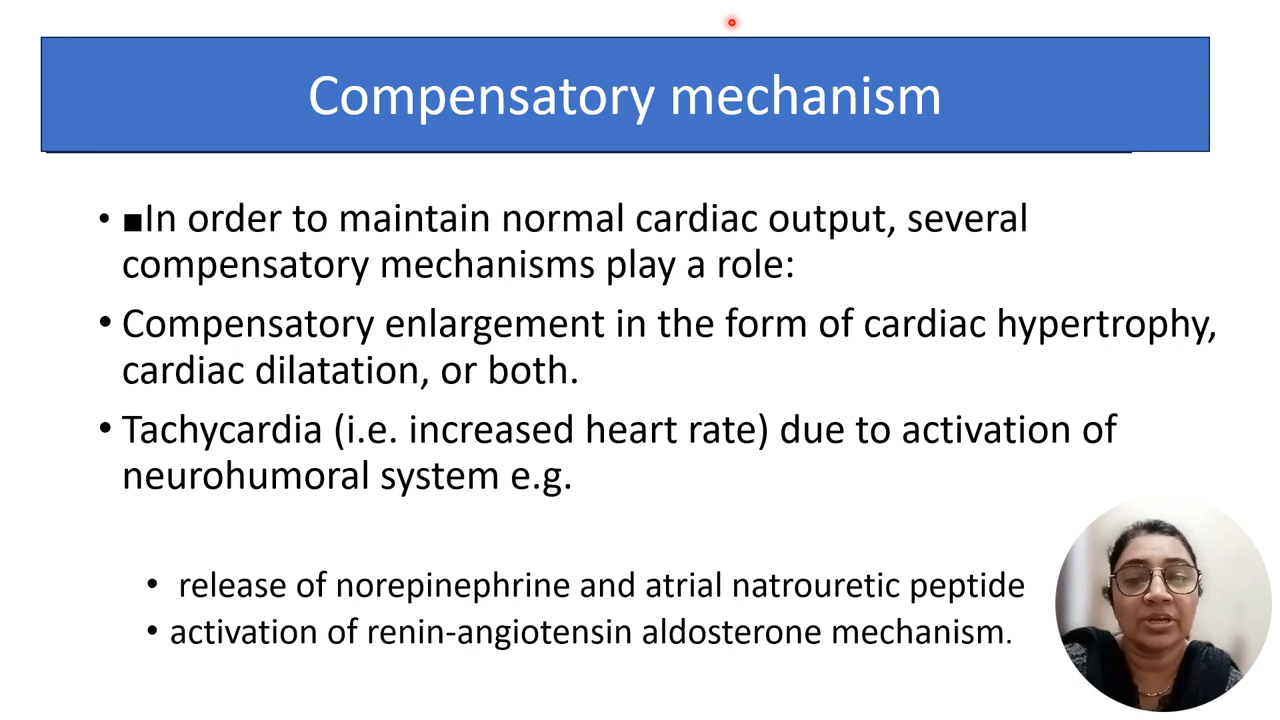 Compensatory mechanism
• ■In order to maintain normal cardiac output, several
compensatory mechanisms play a role:
• Compensatory enlargement in the form of cardiac hypertrophy,
cardiac dilatation, or both.
• Tachycardia (i.e. increased heart rate) due to activation of
neurohumoral system e.g.
• release of norepinephrine and atrial natrouretic peptide
• activation of renin-angiotensin aldosterone mechanism.